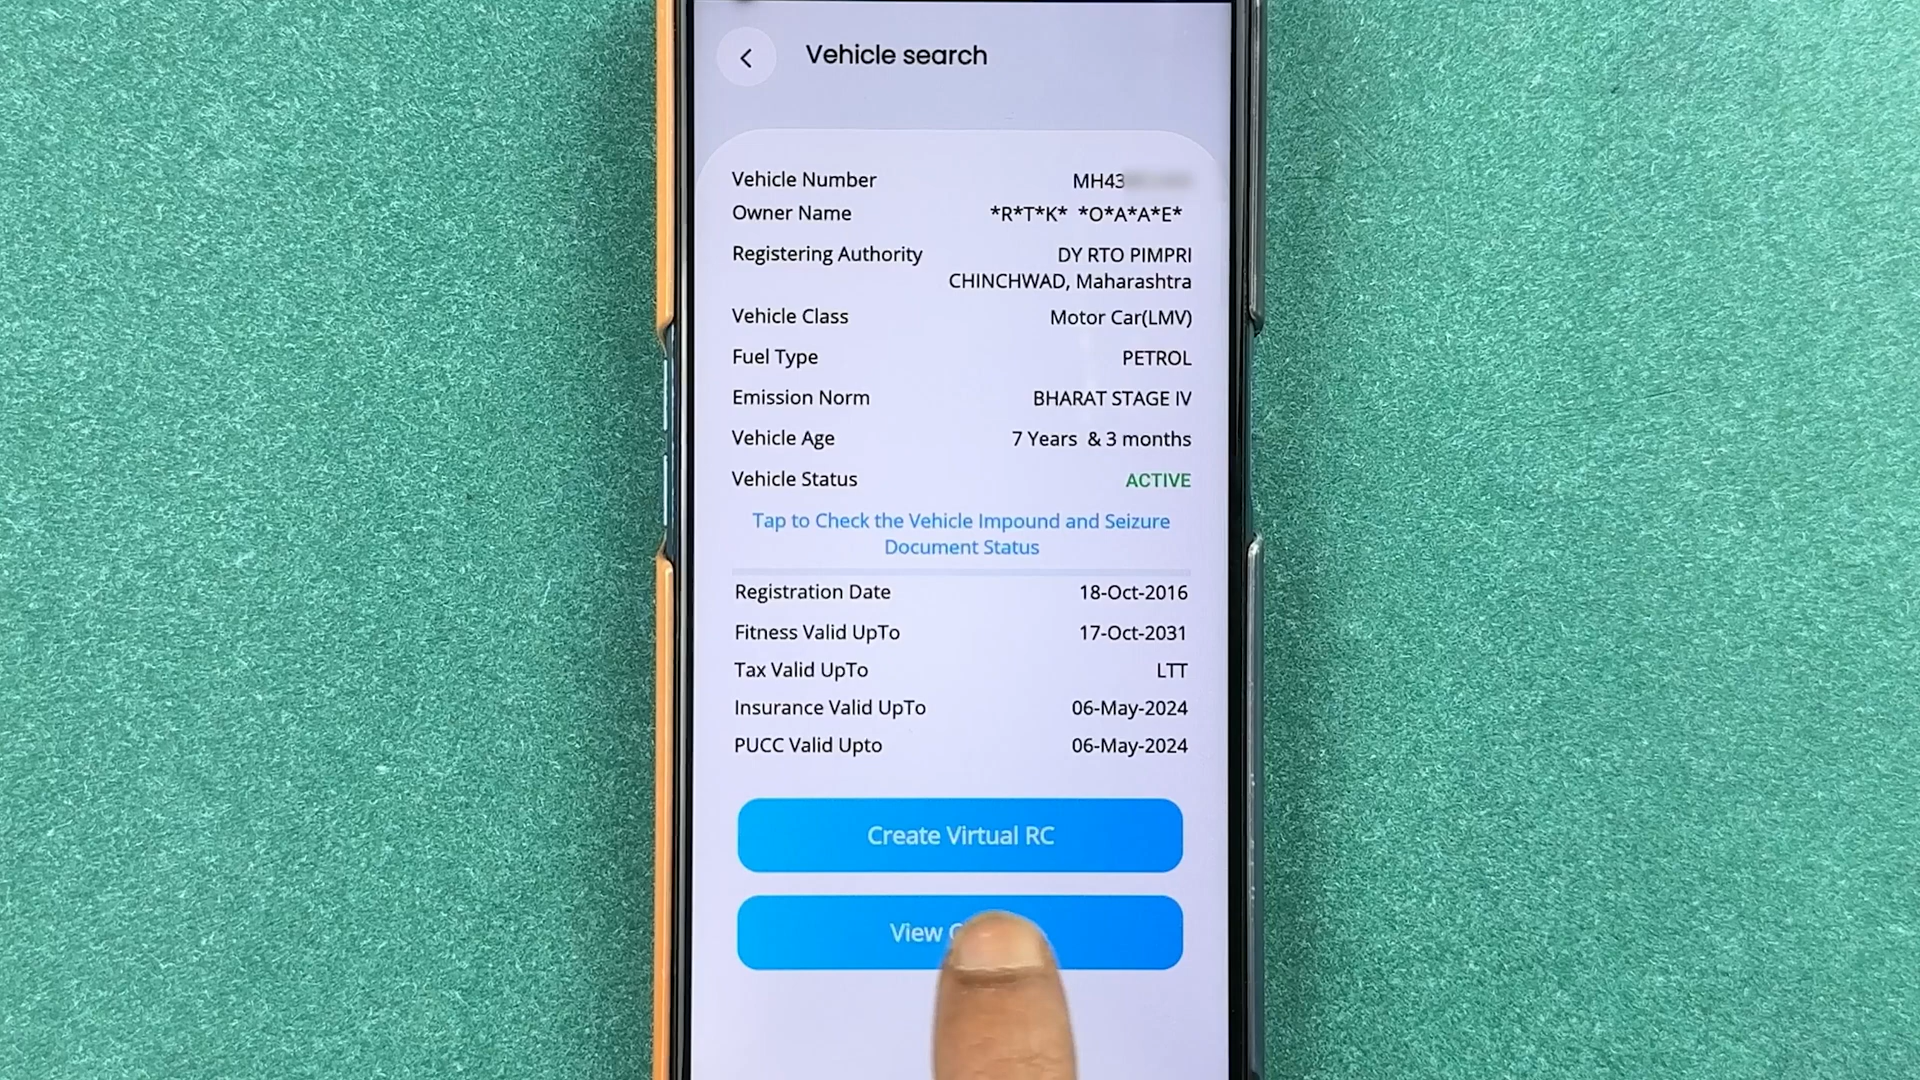 Vehicle search
Vehicle Number MH43
Owner Name *R*T*K* *O*A*A*E*
Registering Authority DY RTO PIMPRI
CHINCHWAD, Maharashtra
Vehicle Class Motor Car(LMV)
Fuel Type PETROL
Emission Norm BHARAT STAGE IV
Vehicle Age 7 Years & 3 months
Vehicle Status ACTIVE
Tap to Check the Vehicle Impound and Seizure
Document Status
Registration Date 18-Oct-2016
Fitness Valid UpTo 17-Oct-2031
Tax Valid UpTo LTT
Insurance Valid UpTo 06-May-2024
PUCC Valid Upto 06-May-2024
Create Virtual RC
View